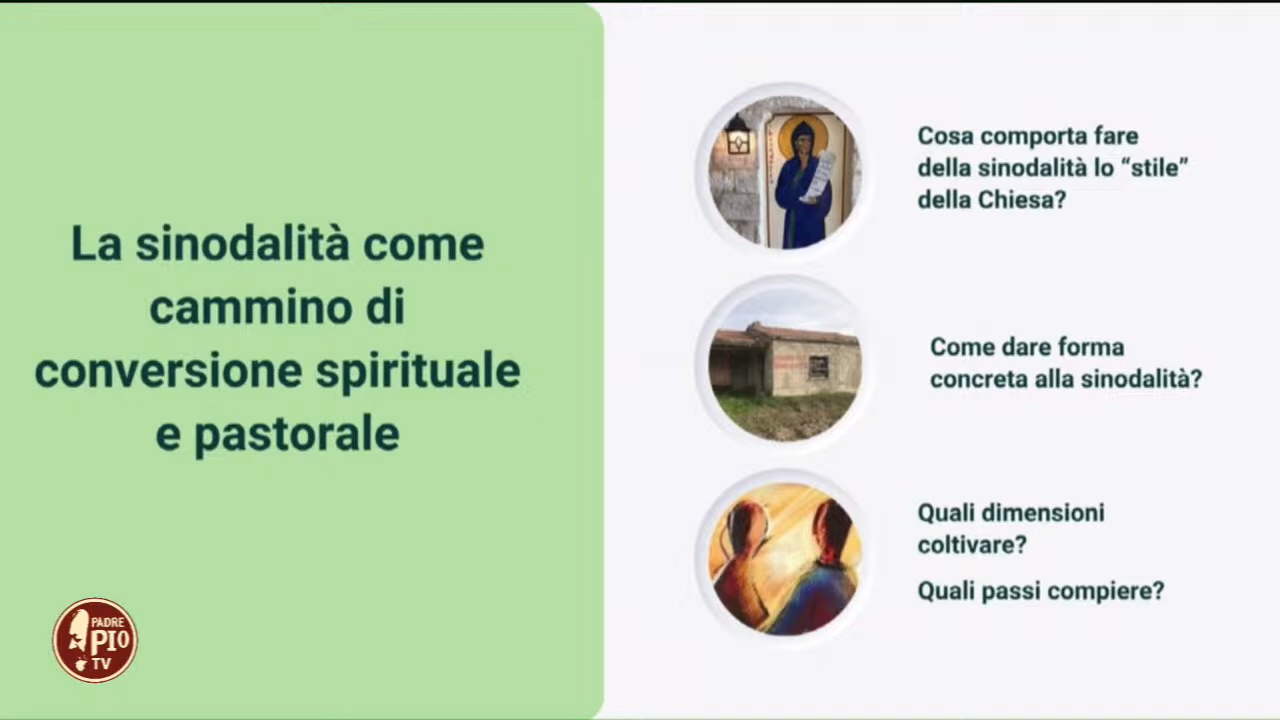 La sinodalità come
cammino di
conversione spirituale
e pastorale
Cosa comporta fare
della sinodalità lo “stile”
della Chiesa?
Come dare forma
concreta alla sinodalità?
Quali dimensioni
coltivare?
Quali passi compiere?
PADRE
PIO
TV